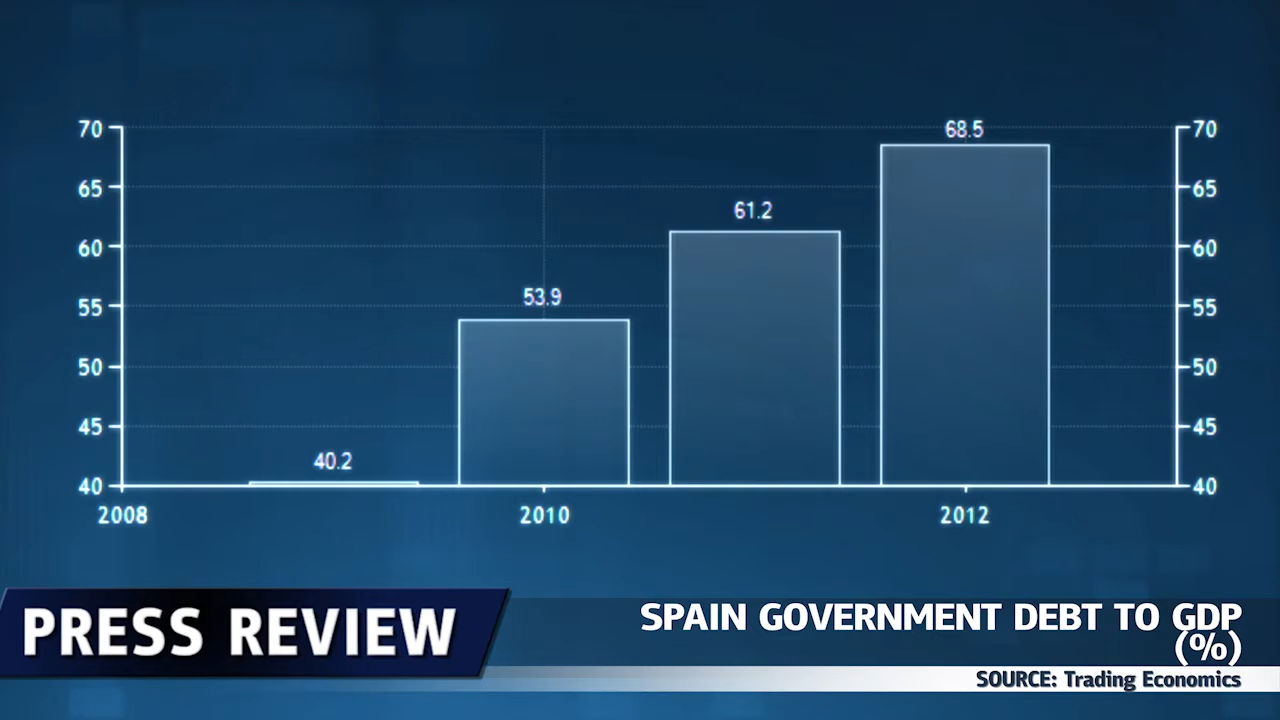 70 68.5 70
65 65
61.2
60 60
53.9
55 55
50 50
45 45
40.2
40 40
2008 2010 2012
PRESS REVIEW
SPAIN GOVERNMENT DEBT TO GDP
(%)
SOURCE: Trading Economics